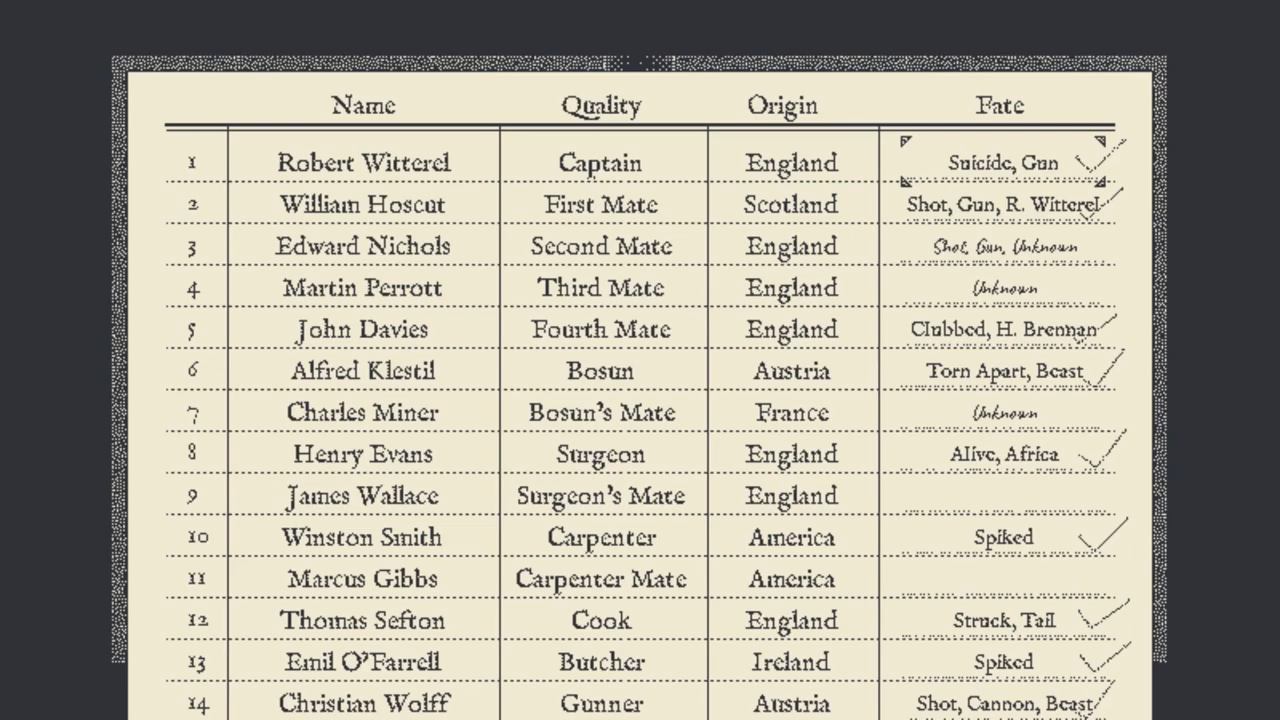 Name Quality Origin Fate
1 Robert Witterel Captain England Suicide, Gun
2 William Hoscut First Mate Scotland Shot, Gun, R. Witterel
3 Edward Nichols Second Mate England Shot, Gun, Unknown
4 Martin Perrott Third Mate England Unknown
5 John Davies Fourth Mate England Clubbed, H. Brennan
6 Alfred Klestil Bosun Austria Torn Apart, Beast
7 Charles Miner Bosun's Mate France Unknown
8 Henry Evans Surgeon England Alive, Africa
9 James Wallace Surgeon's Mate England
10 Winston Smith Carpenter America Spiked
11 Marcus Gibbs Carpenter Mate America
12 Thomas Sefton Cook England Struck, Tail
13 Emil O'Farrell Butcher Ireland Spiked
14 Christian Wolff Gunner Austria Shot, Cannon, Beast